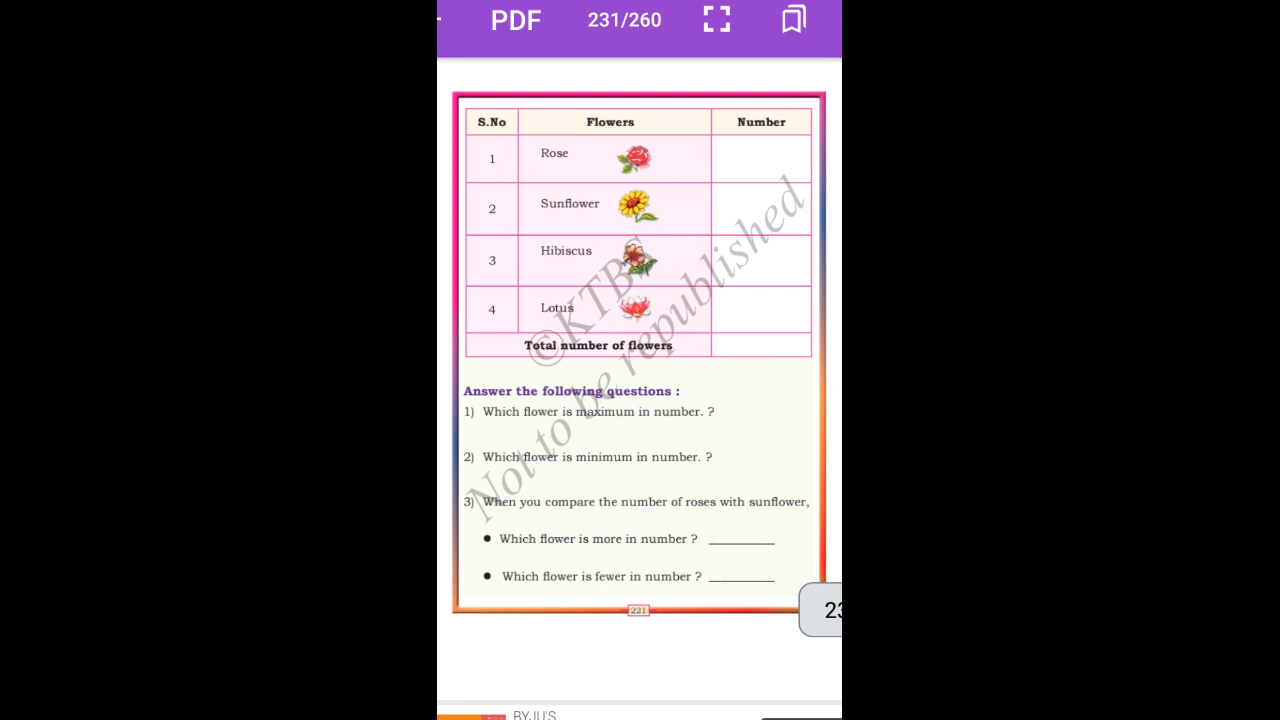 PDF 231/260
S.No Flowers Number
1 Rose
2 Sunflower
3 Hibiscus
4 Lotus
Total number of flowers
©KTBS
Not to be republished
Answer the following questions :
1) Which flower is maximum in number. ?
2) Which flower is minimum in number. ?
3) When you compare the number of roses with sunflower,
● Which flower is more in number ? __________
● Which flower is fewer in number ? __________
221
BYJU'S